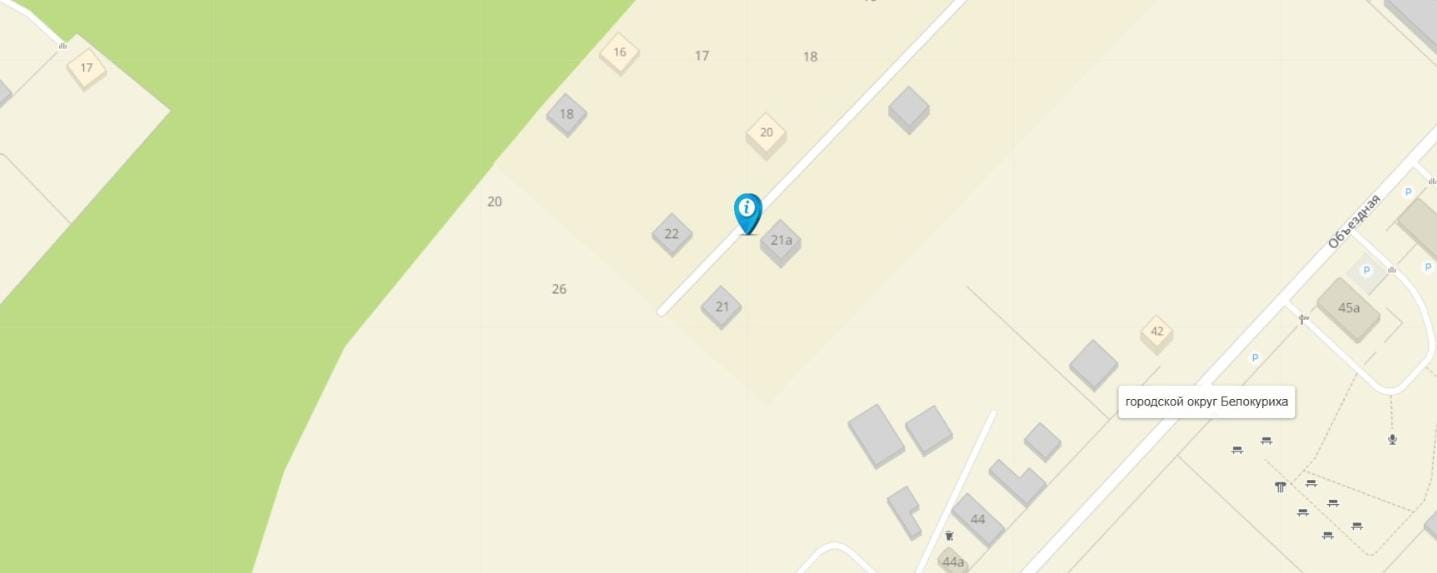 16
17
18
17
18
20
20
22
21а
26
21
Объездная
P
P
P
45а
42
P
городской округ Белокуриха
44
44а